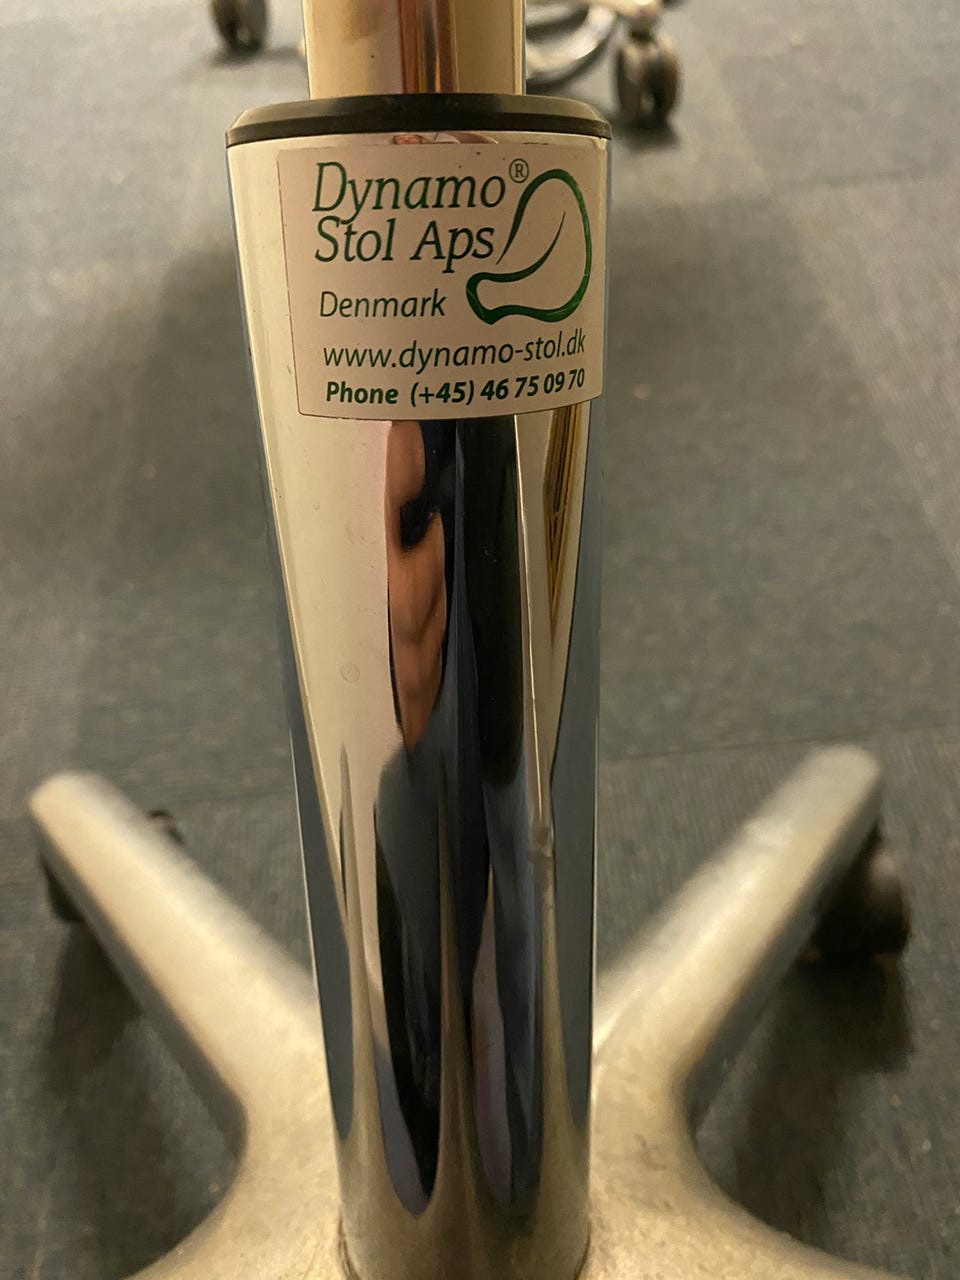 Dynamo®
Stol Aps
Denmark
www.dynamo-stol.dk
Phone (+45) 46 75 09 70